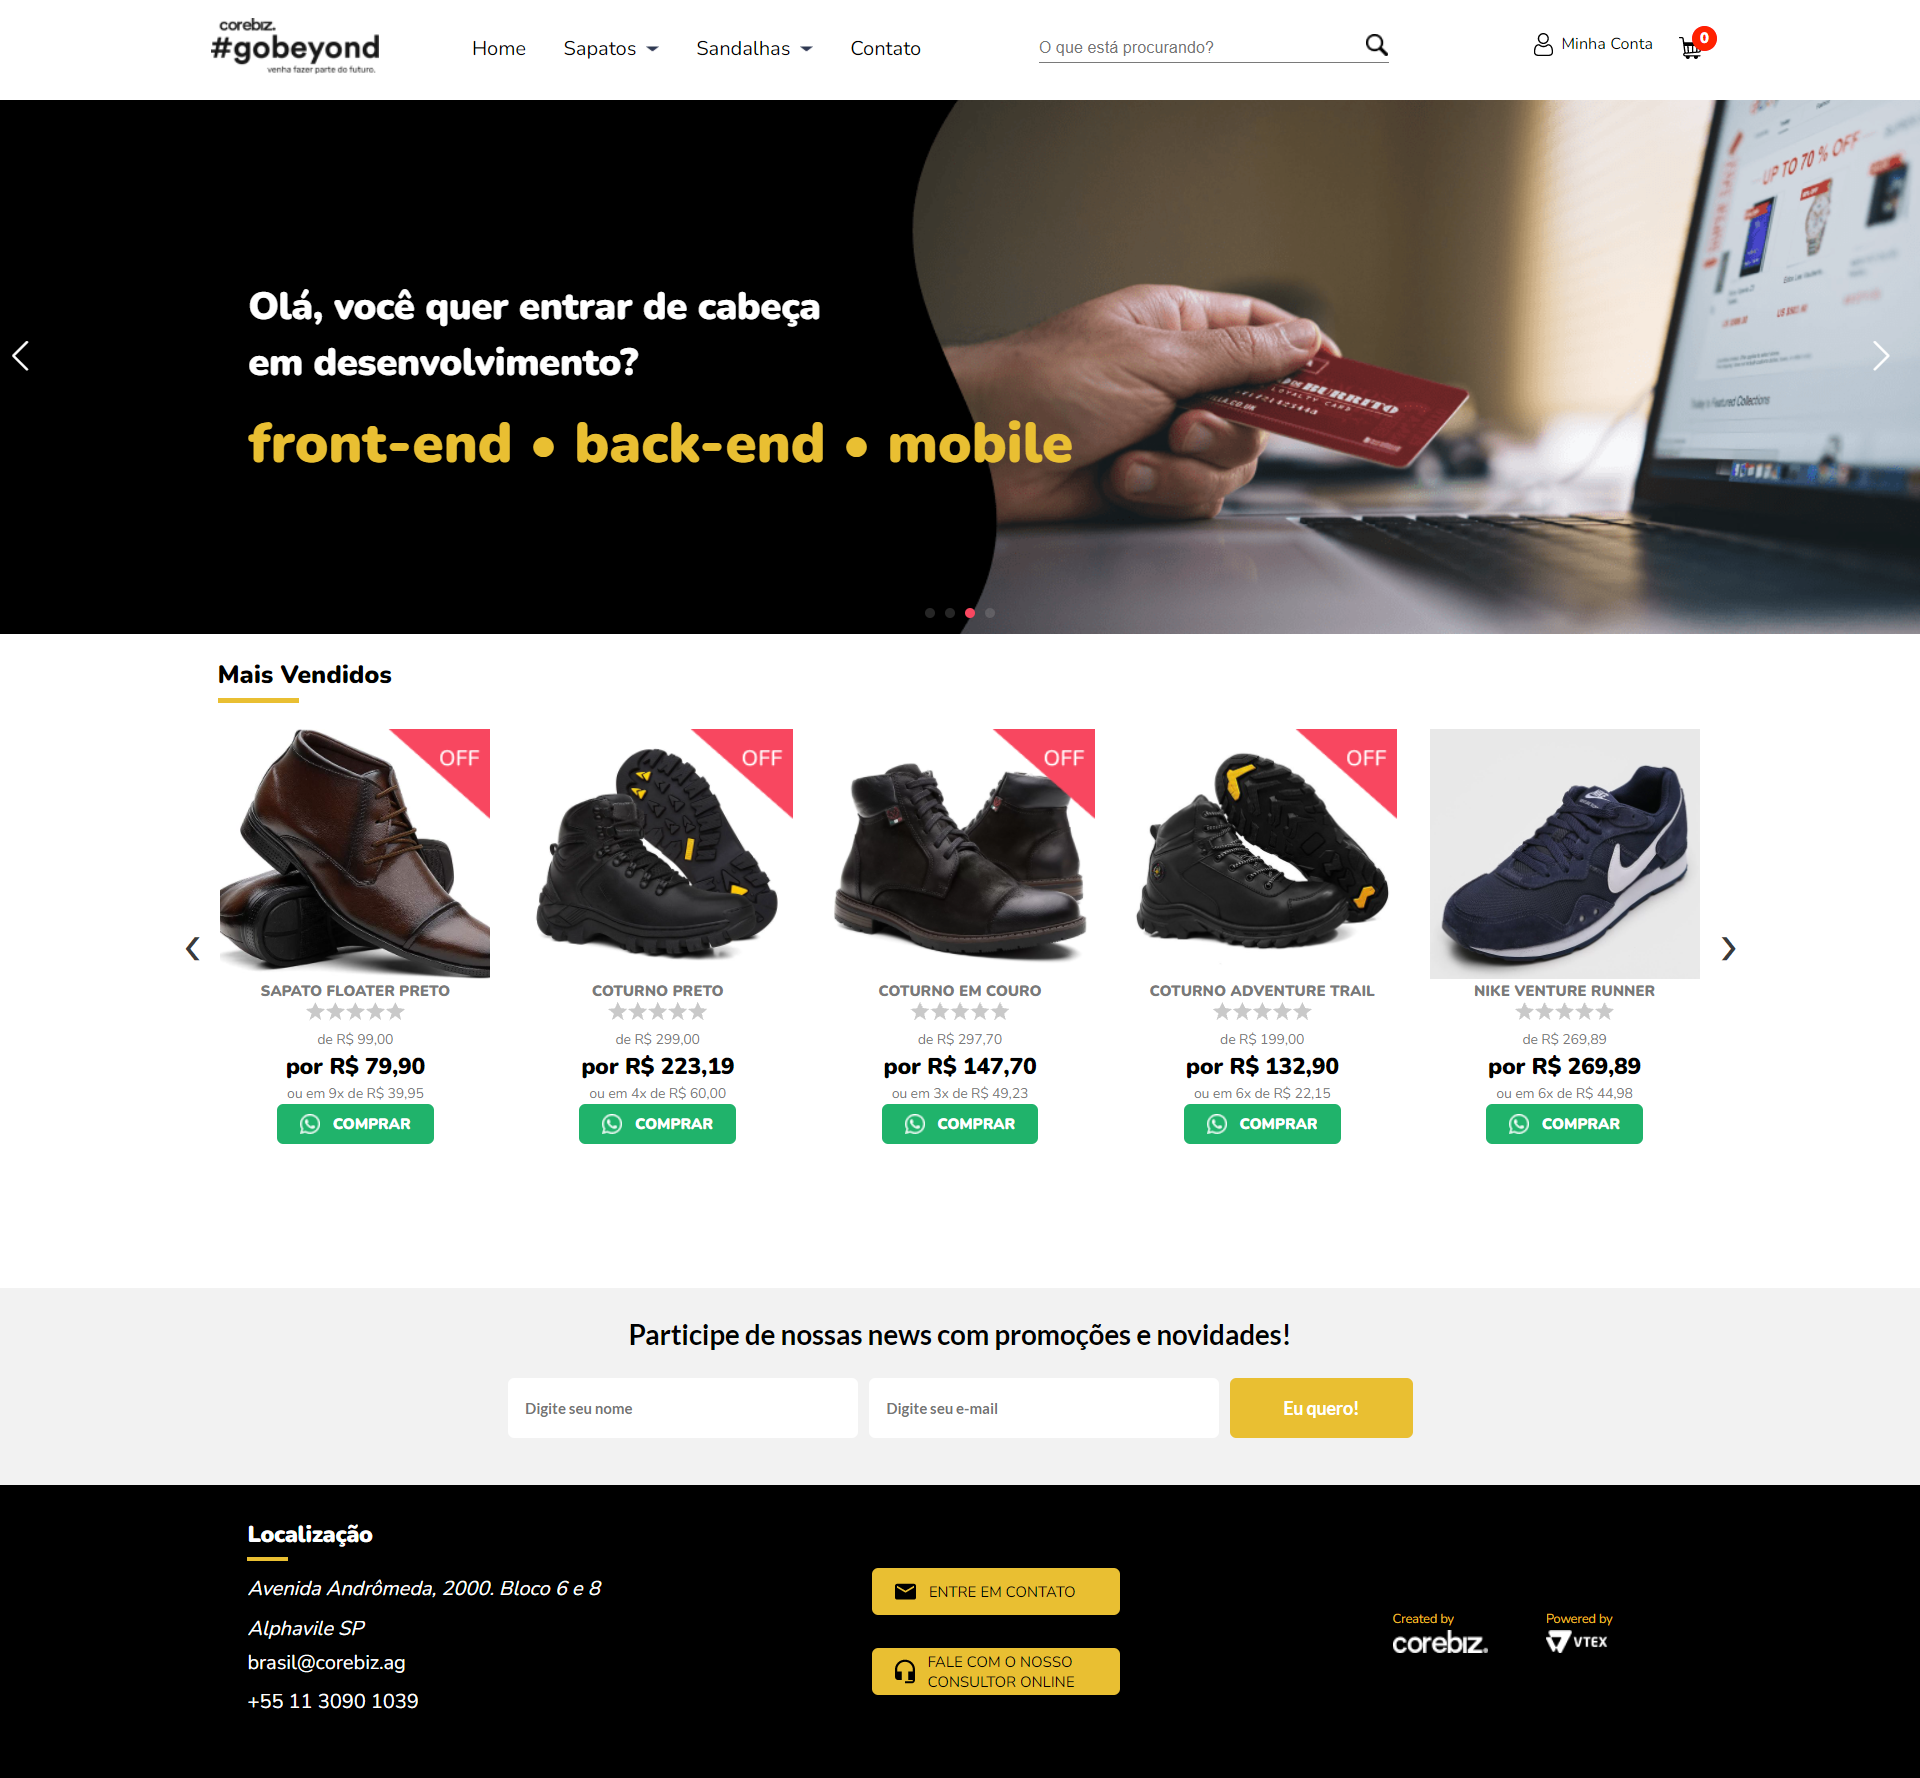 corebiz.
#gobeyond
venha fazer parte do futuro.
Home
Sapatos
Sandalhas
Contato
O que está procurando?
Minha Conta
0
Olá, você quer entrar de cabeça
em desenvolvimento?
front-end • back-end • mobile
UP TO 70 % OFF
BURRITO
LOYALTY CARD
Featured Collections
Mais Vendidos
OFF
OFF
OFF
OFF
SAPATO FLOATER PRETO
de R$ 99,00
por R$ 79,90
ou em 9x de R$ 39,95
COMPRAR
COTURNO PRETO
de R$ 299,00
por R$ 223,19
ou em 4x de R$ 60,00
COMPRAR
COTURNO EM COURO
de R$ 297,70
por R$ 147,70
ou em 3x de R$ 49,23
COMPRAR
COTURNO ADVENTURE TRAIL
de R$ 199,00
por R$ 132,90
ou em 6x de R$ 22,15
COMPRAR
NIKE VENTURE RUNNER
de R$ 269,89
por R$ 269,89
ou em 6x de R$ 44,98
COMPRAR
Participe de nossas news com promoções e novidades!
Digite seu nome
Digite seu e-mail
Eu quero!
Localização
Avenida Andrômeda, 2000. Bloco 6 e 8
Alphavile SP
brasil@corebiz.ag
+55 11 3090 1039
ENTRE EM CONTATO
FALE COM O NOSSO
CONSULTOR ONLINE
Created by
corebiz.
Powered by
VTEX